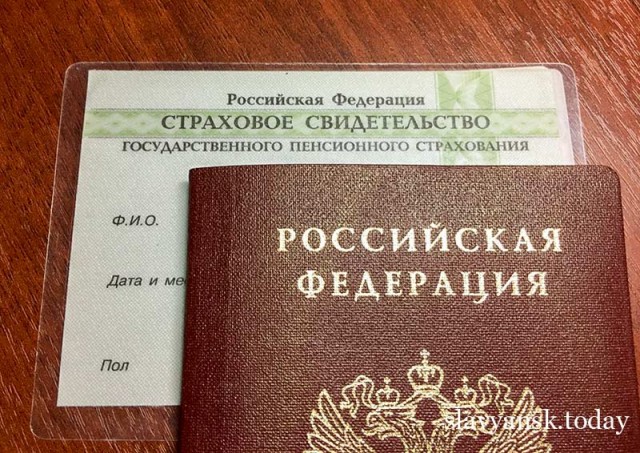 Российская Федерация
СТРАХОВОЕ СВИДЕТЕЛЬСТВО
ГОСУДАРСТВЕННОГО ПЕНСИОННОГО СТРАХОВАНИЯ
Ф.И.О.
Дата и ме
Пол
РОССИЙСКАЯ
ФЕДЕРАЦИЯ
slavyansk.today